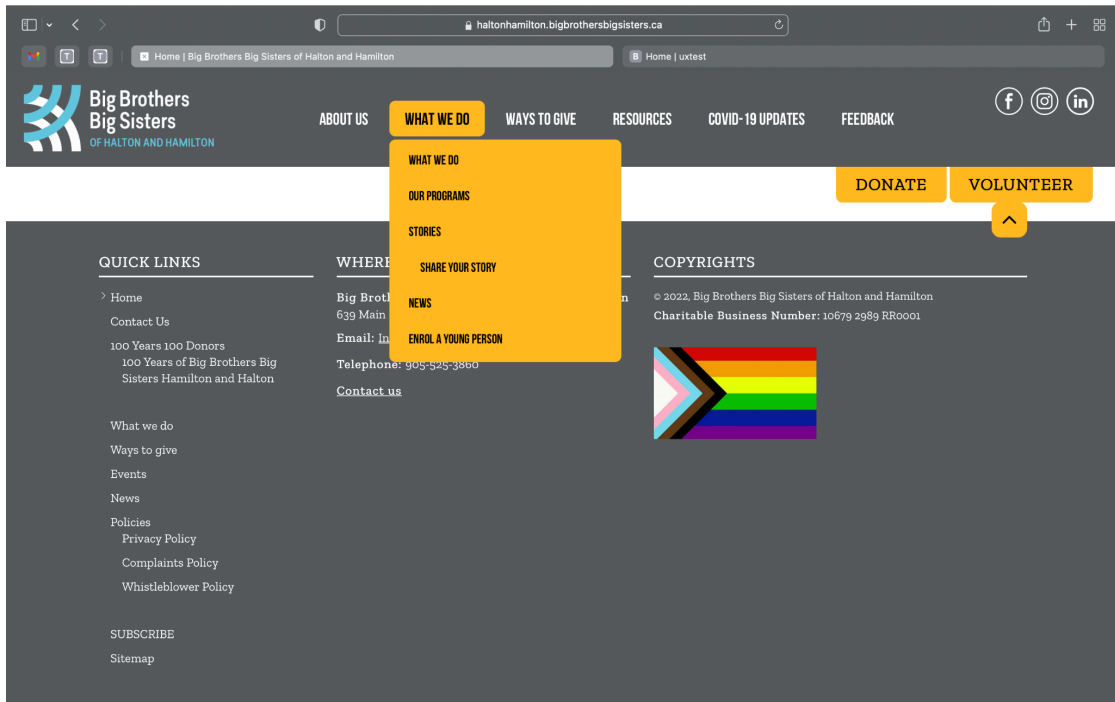 haltonhamilton.bigbrothersbigsisters.ca
T
T
Home | Big Brothers Big Sisters of Halton and Hamilton
B
Home | uxtest
Big Brothers
Big Sisters
OF HALTON AND HAMILTON
ABOUT US
WHAT WE DO
WAYS TO GIVE
RESOURCES
COVID-19 UPDATES
FEEDBACK
f
in
WHAT WE DO
OUR PROGRAMS
STORIES
SHARE YOUR STORY
NEWS
ENROL A YOUNG PERSON
DONATE
VOLUNTEER
QUICK LINKS
Home
Contact Us
100 Years 100 Donors
100 Years of Big Brothers Big
Sisters Hamilton and Halton
What we do
Ways to give
Events
News
Policies
Privacy Policy
Complaints Policy
Whistleblower Policy
SUBSCRIBE
Sitemap
WHERE
Big Brot
639 Main
Email: In
Telephone: 905-525-3860
Contact us
COPYRIGHTS
© 2022, Big Brothers Big Sisters of Halton and Hamilton
Charitable Business Number: 10679 2989 RR0001